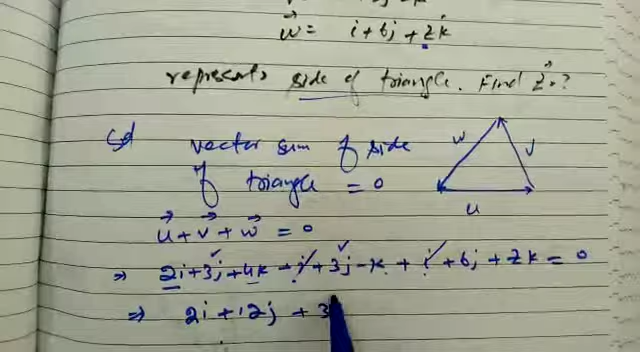 w⃗ = i + 6j + zk
represents side of triangle. Find z?
Sol vector sum of side
of triangle = 0
w
v
u
u⃗ + v⃗ + w⃗ = 0
⇒ 2i + 3j + 4k - i + 3j - k + i + 6j + zk = 0
⇒ 2i + 12j + 3